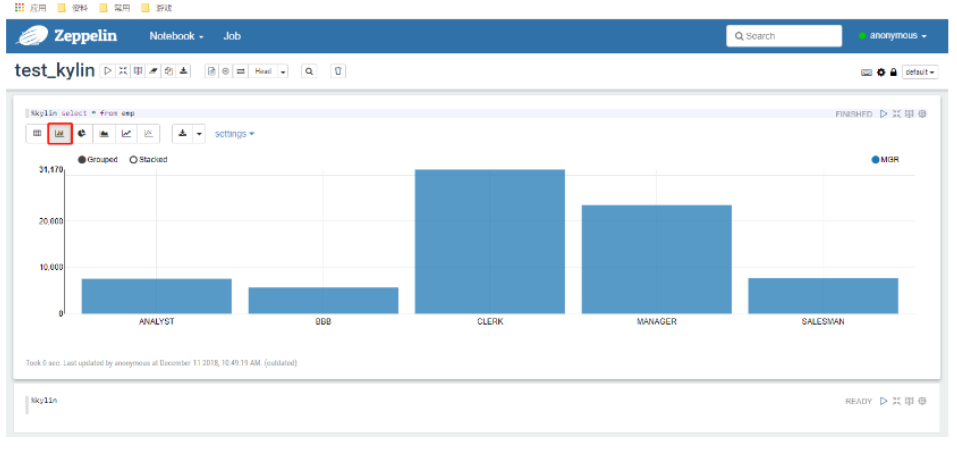 应用 资料 常用 游戏
Zeppelin Notebook Job Search anonymous
test_kylin Head default
%kylin select * from emp FINISHED
settings
Grouped Stacked MGR
31,170
20,000
10,000
0
ANALYST BBB CLERK MANAGER SALESMAN
Took 0 sec. Last updated by anonymous at December 11 2018, 10:49:19 AM. (outdated)
%kylin READY